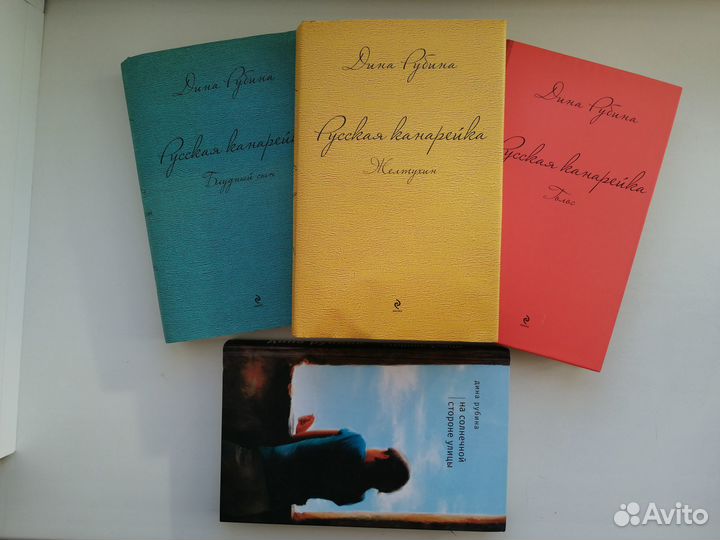 Дина Рубина
Русская канарейка
Блудный сын
Дина Рубина
Русская канарейка
Желтухин
Дина Рубина
Русская канарейка
Голос
дина рубина
на солнечной
стороне улицы
Avito